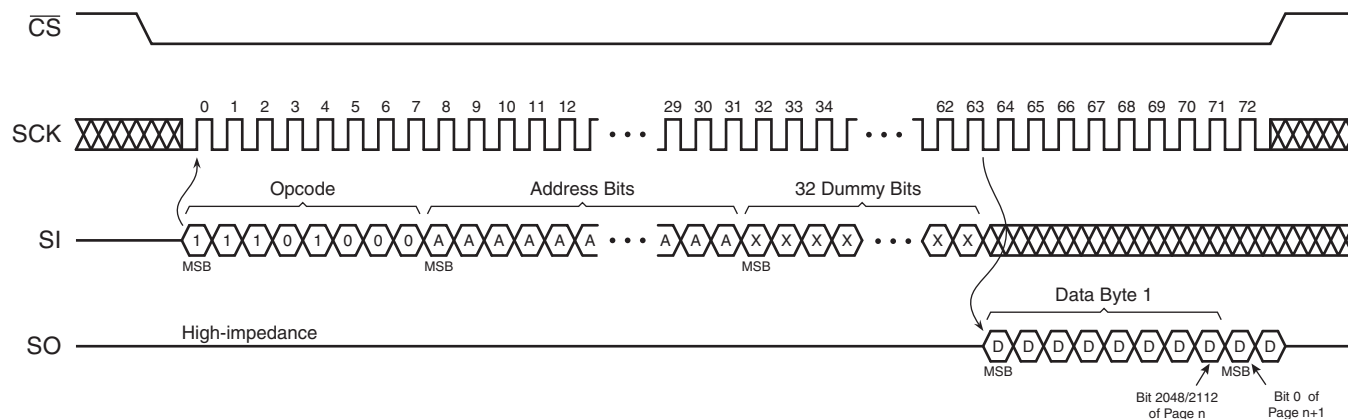 CS
SCK
0 1 2 3 4 5 6 7 8 9 10 11 12 29 30 31 32 33 34 62 63 64 65 66 67 68 69 70 71 72
Opcode Address Bits 32 Dummy Bits
SI
1 1 1 0 1 0 0 0 A A A A A A A A A X X X X X X
MSB MSB MSB
Data Byte 1
SO
High-impedance
D D D D D D D D D D
MSB MSB
Bit 2048/2112
of Page n
Bit 0 of
Page n+1